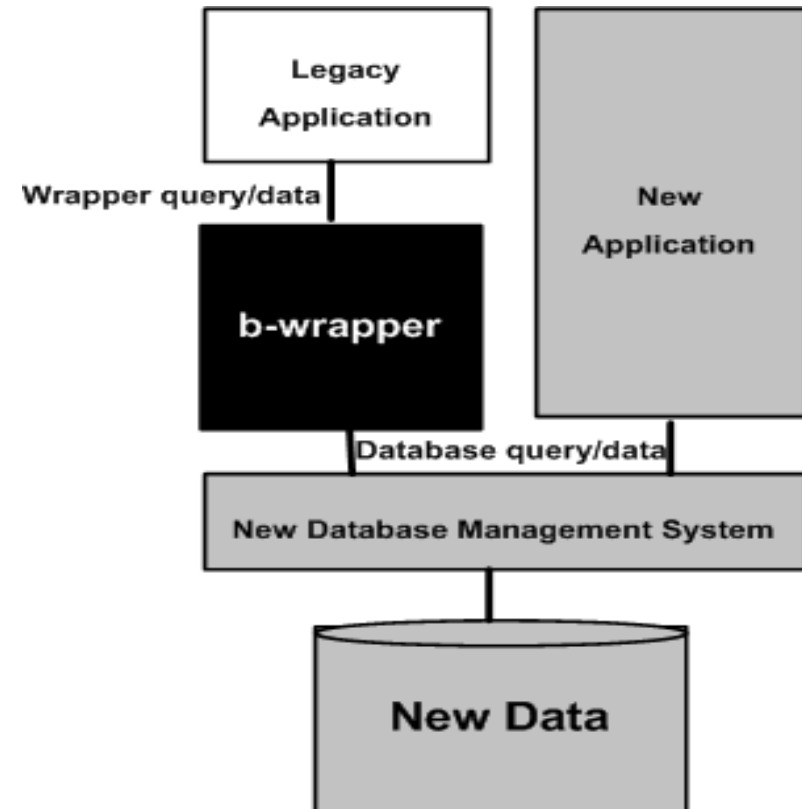 Legacy
Application
Wrapper query/data
New
Application
b-wrapper
Database query/data
New Database Management System
New Data